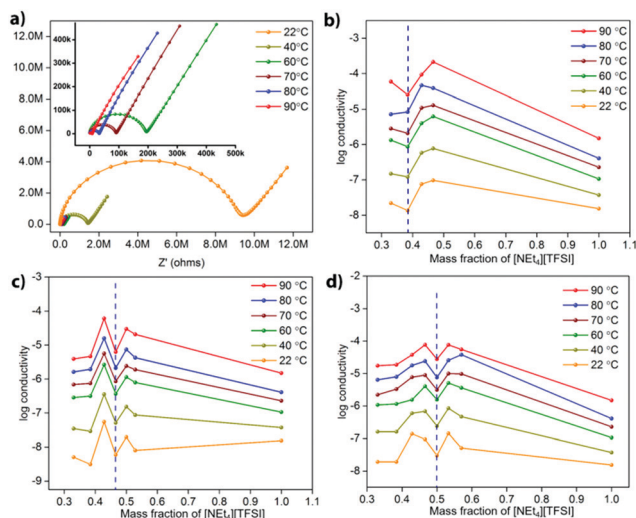 a)
12.0M
10.0M
8.0M
6.0M
4.0M
2.0M
0.0
400k
300k
200k
100k
0
0 100k 200k 300k 400k 500k
22°C
40°C
60°C
70°C
80°C
90°C
0.0 2.0M 4.0M 6.0M 8.0M 10.0M 12.0M
Z' (ohms)
b)
log conductivity
-2
-3
-4
-5
-6
-7
-8
90 °C
80 °C
70 °C
60 °C
40 °C
22 °C
0.3 0.4 0.5 0.6 0.7 0.8 0.9 1.0
Mass fraction of [NEt4][TFSI]
c)
log conductivity
-3
-4
-5
-6
-7
-8
-9
90 °C
80 °C
70 °C
60 °C
40 °C
22 °C
0.3 0.4 0.5 0.6 0.7 0.8 0.9 1.0
Mass fraction of [NEt4][TFSI]
d)
log conductivity
-2
-3
-4
-5
-6
-7
-8
90 °C
80 °C
70 °C
60 °C
40 °C
22 °C
0.3 0.4 0.5 0.6 0.7 0.8 0.9 1.0
Mass fraction of [NEt4][TFSI]